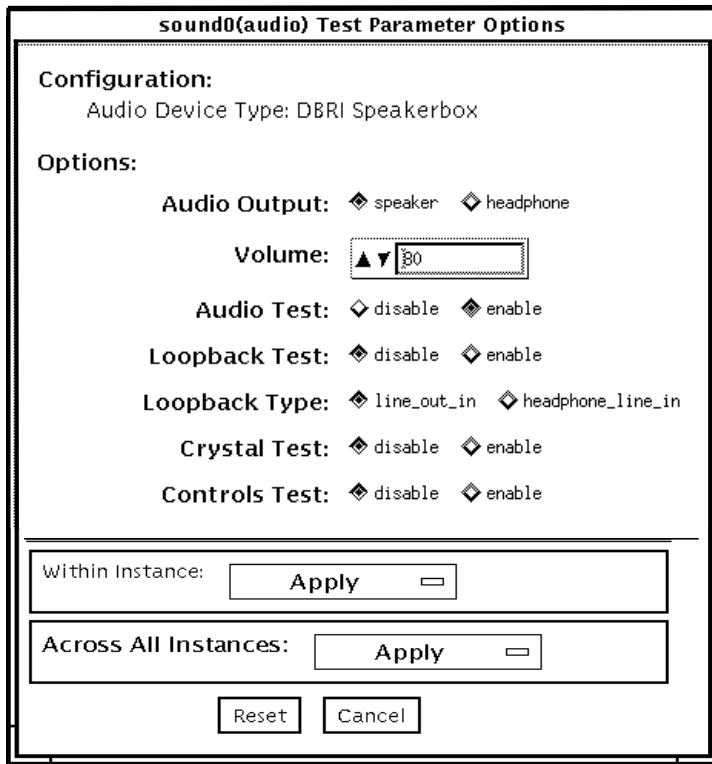 sound0(audio) Test Parameter Options
Configuration:
Audio Device Type: DBRI Speakerbox
Options:
Audio Output: speaker headphone
Volume: 80
Audio Test: disable enable
Loopback Test: disable enable
Loopback Type: line_out_in headphone_line_in
Crystal Test: disable enable
Controls Test: disable enable
Within Instance: Apply
Across All Instances: Apply
Reset Cancel